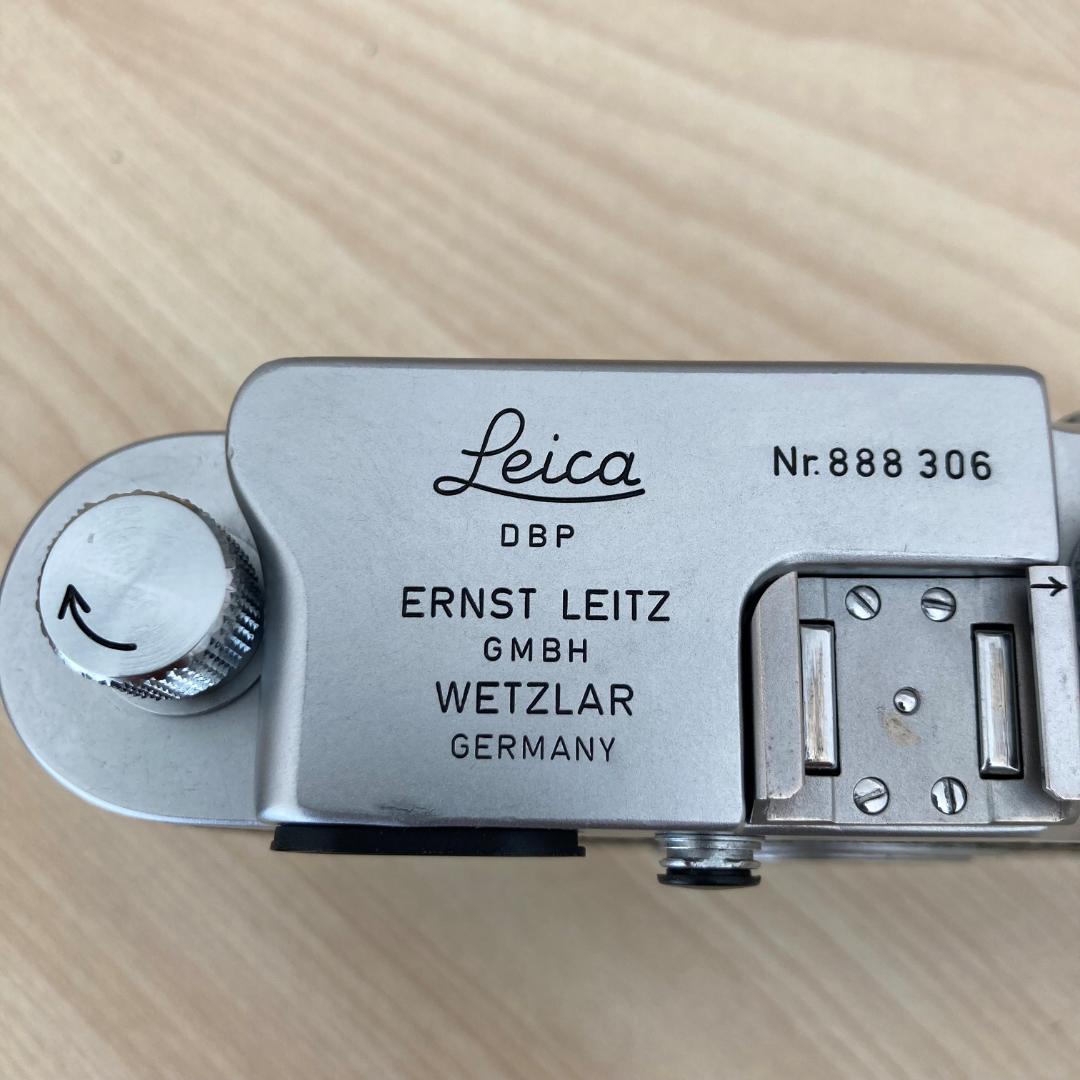 Leica
Nr. 888 306
DBP
ERNST LEITZ
GMBH
WETZLAR
GERMANY